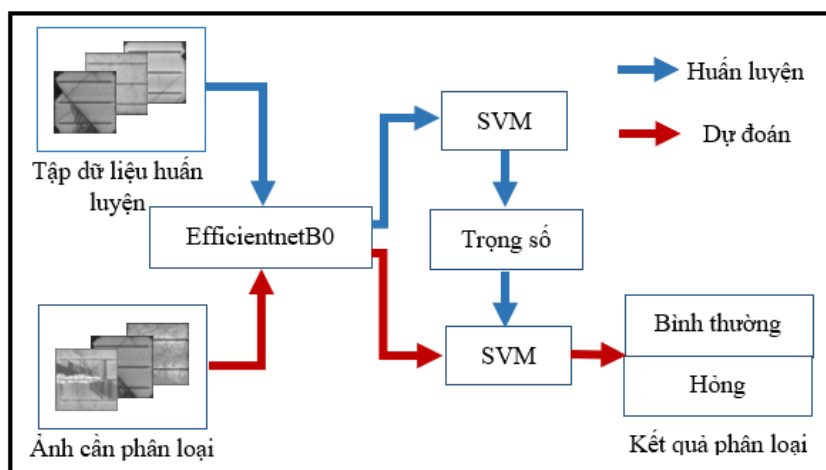 Huấn luyện
SVM
Dự đoán
Tập dữ liệu huấn
luyện
EfficientnetB0
Trọng số
Bình thường
SVM
Hỏng
Ảnh cần phân loại
Kết quả phân loại